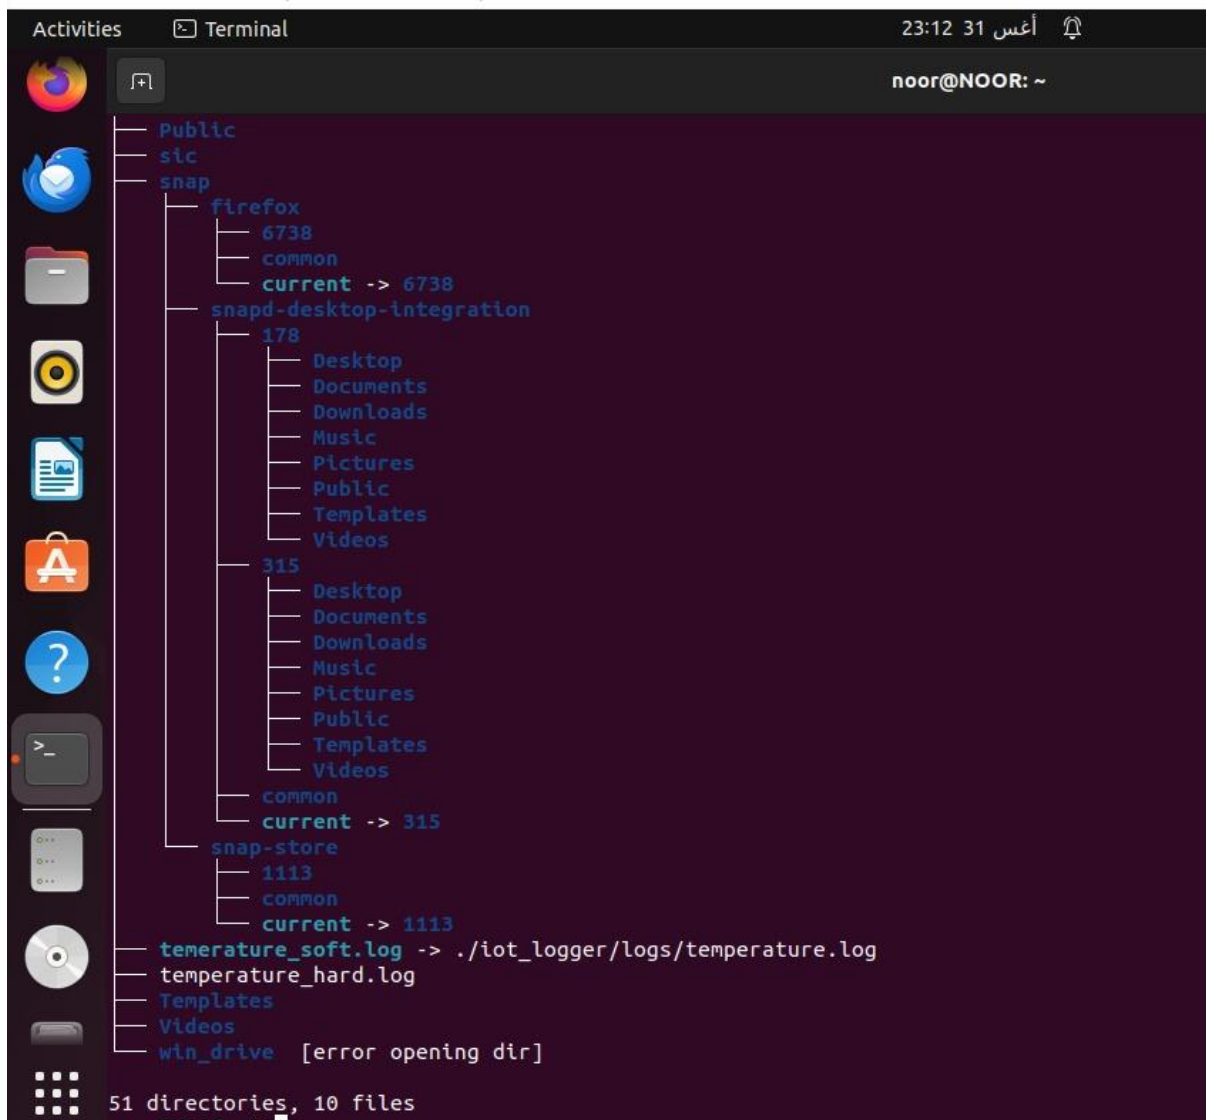 Activities Terminal 23:12 31 أغس
noor@NOOR: ~
├── Public
├── sic
├── snap
│   ├── firefox
│   │   ├── 6738
│   │   ├── common
│   │   └── current -> 6738
│   ├── snapd-desktop-integration
│   │   ├── 178
│   │   │   ├── Desktop
│   │   │   ├── Documents
│   │   │   ├── Downloads
│   │   │   ├── Music
│   │   │   ├── Pictures
│   │   │   ├── Public
│   │   │   ├── Templates
│   │   │   └── Videos
│   │   ├── 315
│   │   │   ├── Desktop
│   │   │   ├── Documents
│   │   │   ├── Downloads
│   │   │   ├── Music
│   │   │   ├── Pictures
│   │   │   ├── Public
│   │   │   ├── Templates
│   │   │   └── Videos
│   │   ├── common
│   │   └── current -> 315
│   └── snap-store
│       ├── 1113
│       ├── common
│       └── current -> 1113
├── temerature_soft.log -> ./iot_logger/logs/temperature.log
├── temperature_hard.log
├── Templates
├── Videos
└── win_drive  [error opening dir]
51 directories, 10 files